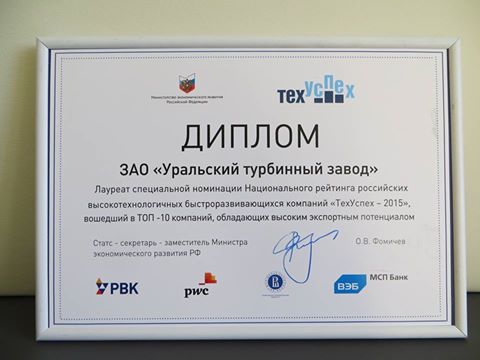 Министерство экономического развития
Российской Федерации
техуспех
ДИПЛОМ
ЗАО «Уральский турбинный завод»
Лауреат специальной номинации Национального рейтинга российских
высокотехнологичных быстроразвивающихся компаний «ТехУспех – 2015»,
вошедший в ТОП -10 компаний, обладающих высоким экспортным потенциалом
Статс - секретарь - заместитель Министра
экономического развития РФ
О.В. Фомичев
РВК
pwc
ВЭБ
МСП Банк